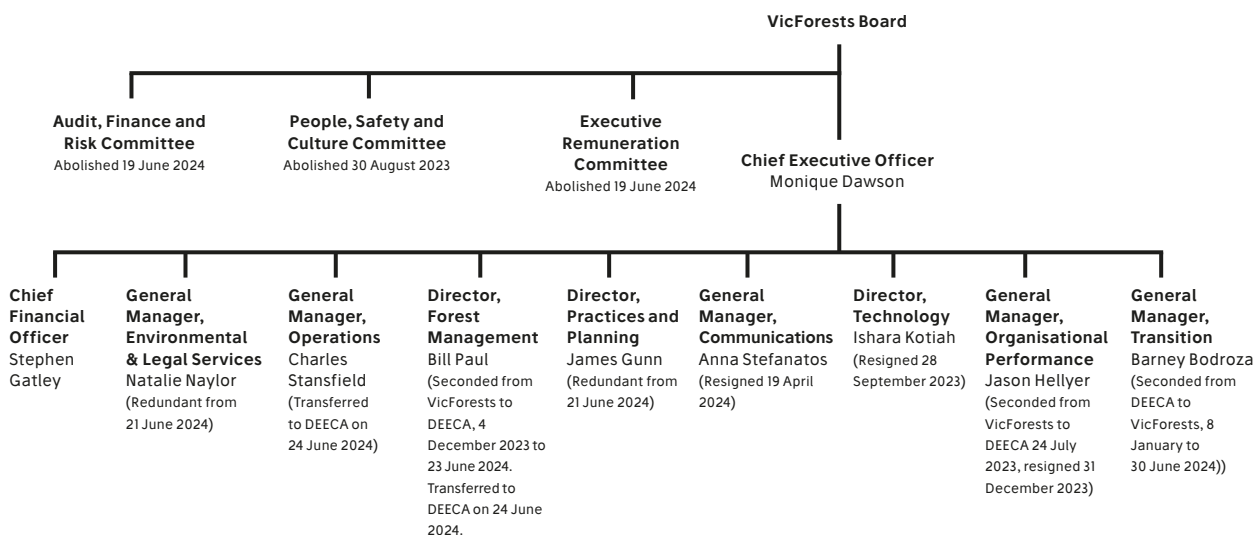 VicForests Board
Audit, Finance and
Risk Committee
Abolished 19 June 2024
People, Safety and
Culture Committee
Abolished 30 August 2023
Executive
Remuneration
Committee
Abolished 19 June 2024
Chief Executive Officer
Monique Dawson
Chief
Financial
Officer
Stephen
Gatley
General
Manager,
Environmental
& Legal Services
Natalie Naylor
(Redundant from
21 June 2024)
General
Manager,
Operations
Charles
Stansfield
(Transferred
to DEECA on
24 June 2024)
Director,
Forest
Management
Bill Paul
(Seconded from
VicForests to
DEECA, 4
December 2023 to
23 June 2024.
Transferred to
DEECA on 24 June
2024.
Director,
Practices and
Planning
James Gunn
(Redundant from
21 June 2024)
General
Manager,
Communications
Anna Stefanatos
(Resigned 19 April
2024)
Director,
Technology
Ishara Kotiah
(Resigned 28
September 2023)
General
Manager,
Organisational
Performance
Jason Hellyer
(Seconded from
VicForests to
DEECA 24 July
2023, resigned 31
December 2023)
General
Manager,
Transition
Barney Bodroza
(Seconded from
DEECA to
VicForests, 8
January to
30 June 2024))